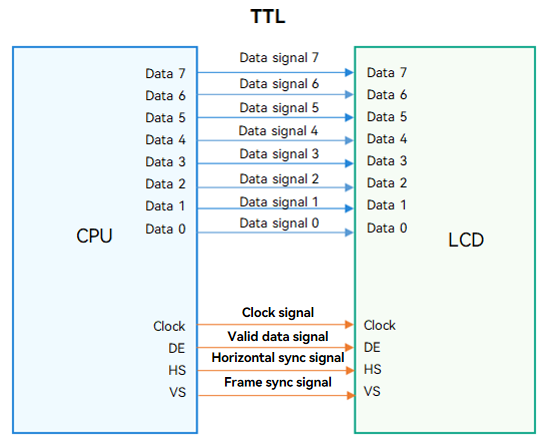 TTL
Data signal 7
Data 7 Data 7
Data signal 6
Data 6 Data 6
Data signal 5
Data 5 Data 5
Data signal 4
Data 4 Data 4
Data signal 3
Data 3 Data 3
Data signal 2
Data 2 Data 2
Data signal 1
Data 1 Data 1
Data signal 0
Data 0 Data 0
CPU LCD
Clock signal
Clock Clock
Valid data signal
DE DE
Horizontal sync signal
HS HS
Frame sync signal
VS VS